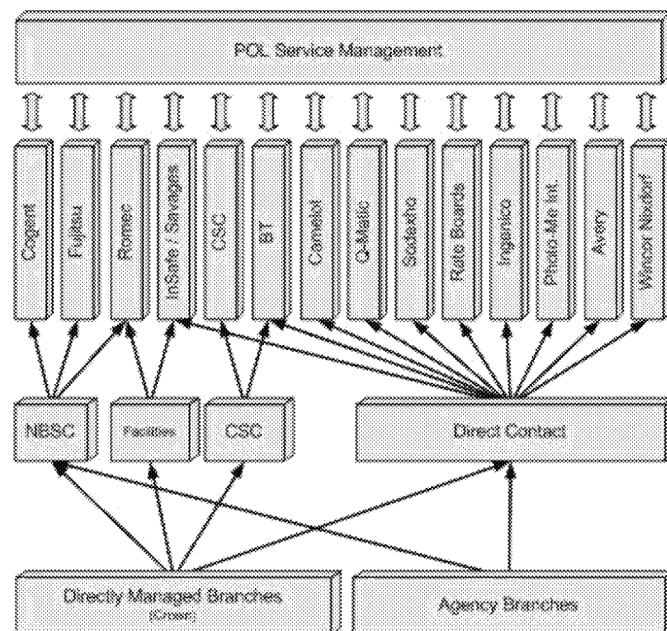 POL Service Management
Cogent
Fujitsu
Romec
InSafe / Savages
CSC
BT
Camelot
Q-Matic
Sodexho
Rate Boards
Ingenico
Photo-Me Int.
Avery
Wincor Nixdorf
NBSC
Facilities
CSC
Direct Contact
Directly Managed Branches
(Crown)
Agency Branches